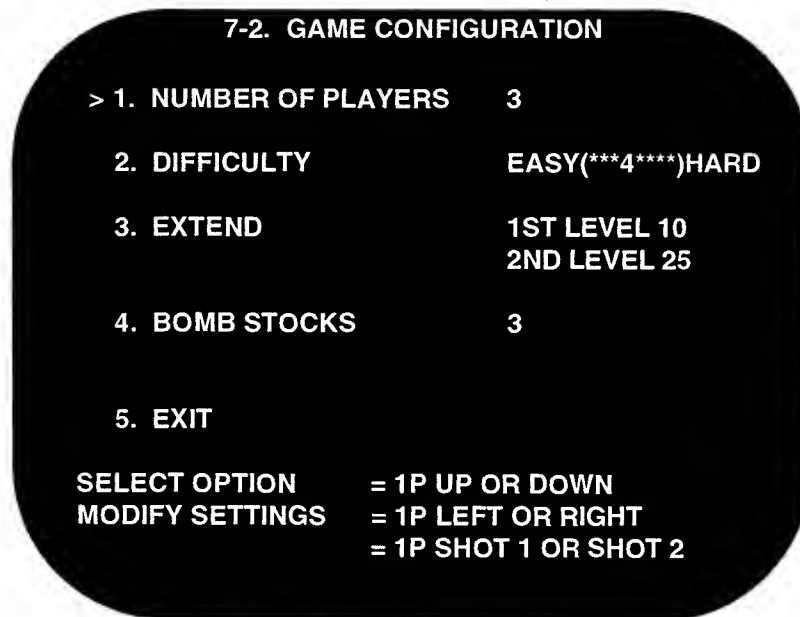 7-2. GAME CONFIGURATION
> 1. NUMBER OF PLAYERS 3
2. DIFFICULTY EASY(***4****)HARD
3. EXTEND 1ST LEVEL 10
2ND LEVEL 25
4. BOMB STOCKS 3
5. EXIT
SELECT OPTION = 1P UP OR DOWN
MODIFY SETTINGS = 1P LEFT OR RIGHT
= 1P SHOT 1 OR SHOT 2